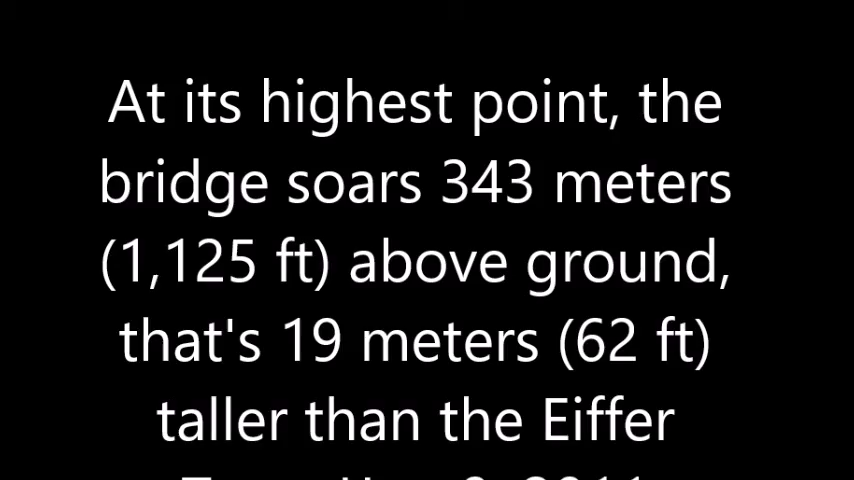 At its highest point, the
bridge soars 343 meters
(1,125 ft) above ground,
that's 19 meters (62 ft)
taller than the Eiffer